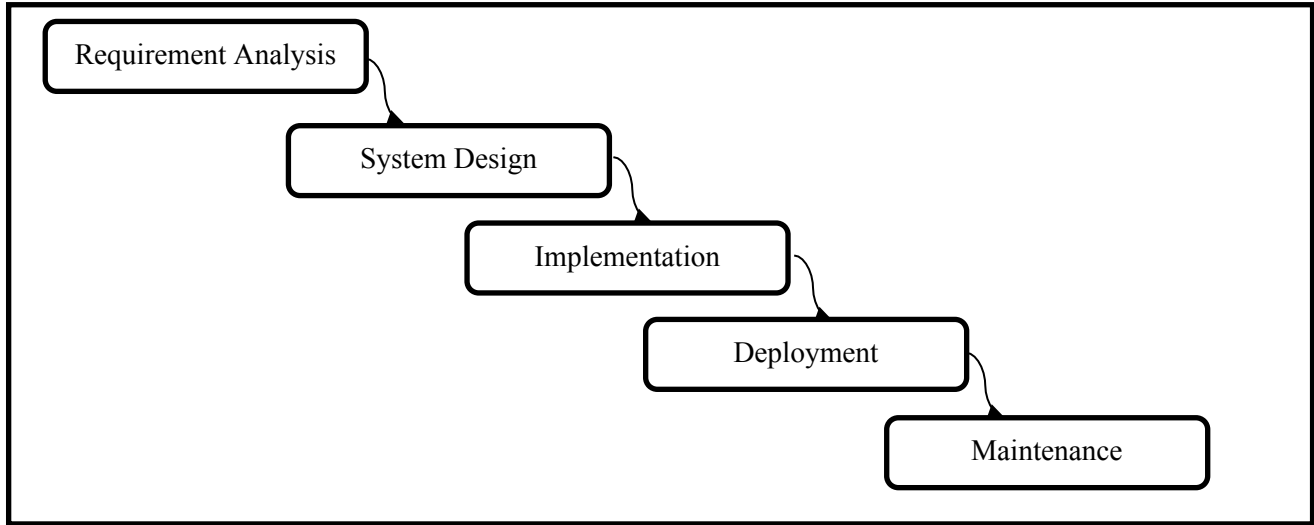 Requirement Analysis
System Design
Implementation
Deployment
Maintenance